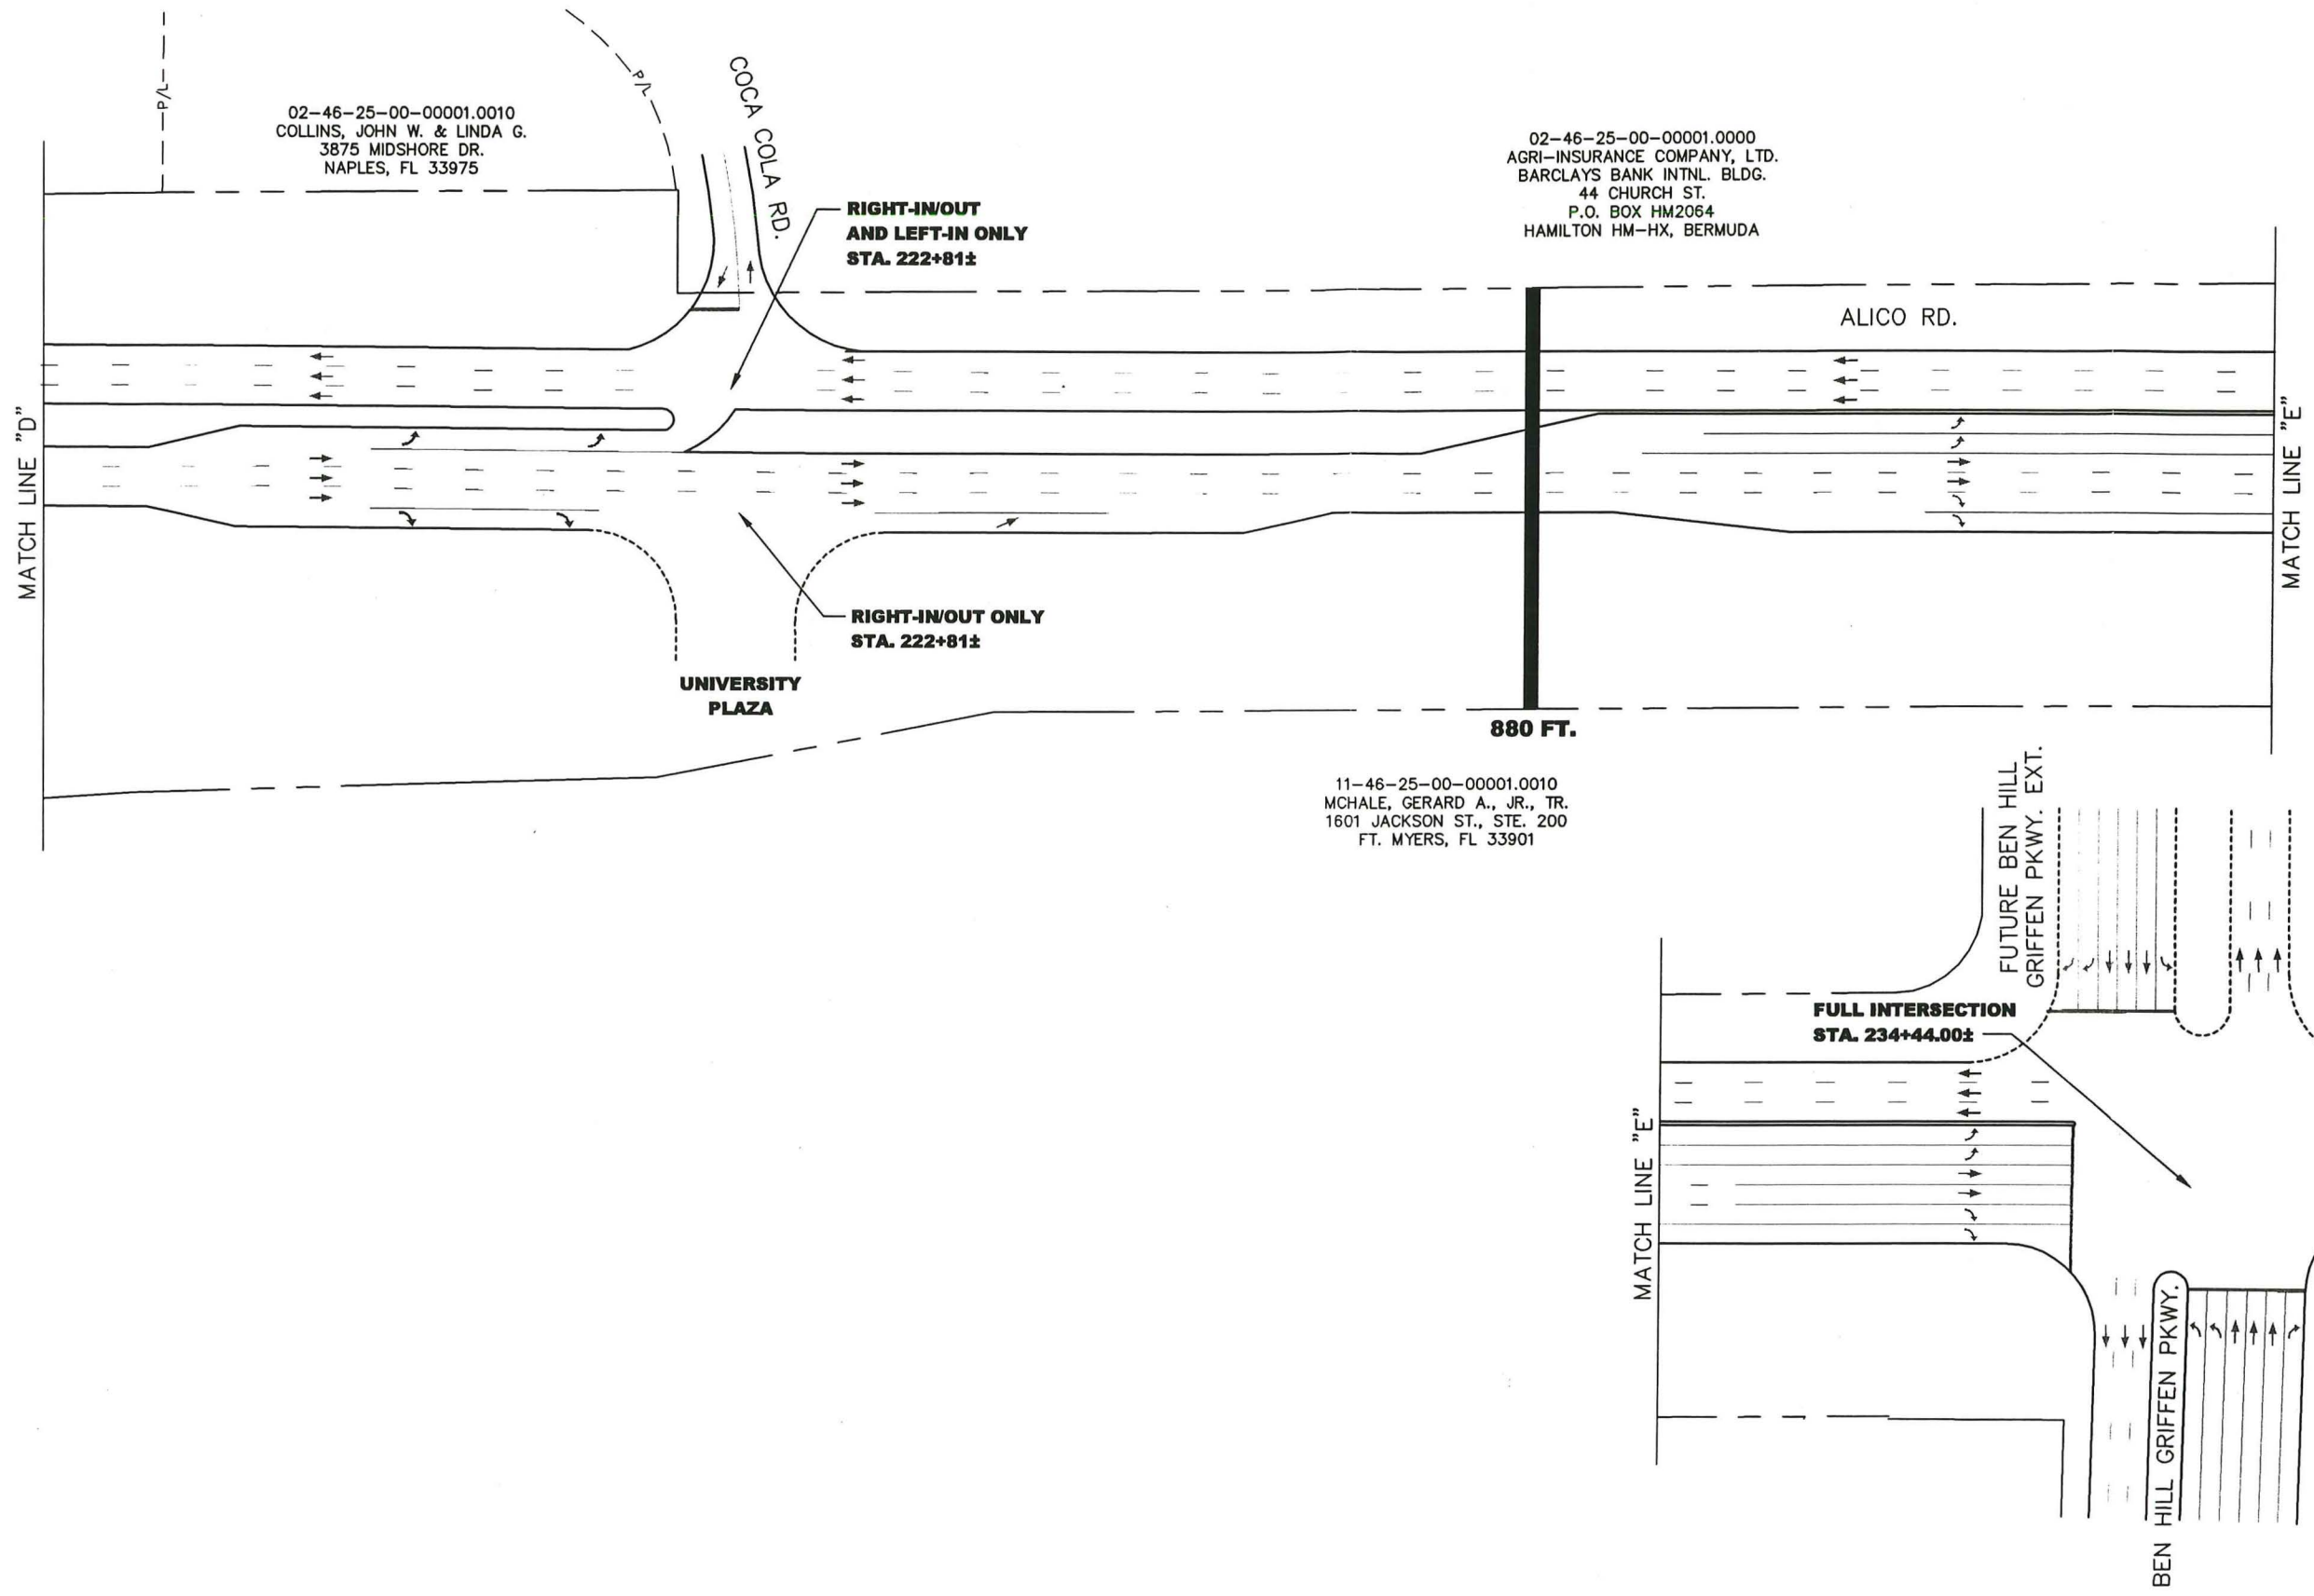 P/L
P/L
COCA COLA RD.
02-46-25-00-00001.0010
COLLINS, JOHN W. & LINDA G.
3875 MIDSHORE DR.
NAPLES, FL 33975
02-46-25-00-00001.0000
AGRI-INSURANCE COMPANY, LTD.
BARCLAYS BANK INTNL. BLDG.
44 CHURCH ST.
P.O. BOX HM2064
HAMILTON HM-HX, BERMUDA
RIGHT-IN/OUT
AND LEFT-IN ONLY
STA. 222+81±
ALICO RD.
MATCH LINE "D"
MATCH LINE "E"
RIGHT-IN/OUT ONLY
STA. 222+81±
UNIVERSITY
PLAZA
880 FT.
11-46-25-00-00001.0010
MCHALE, GERARD A., JR., TR.
1601 JACKSON ST., STE. 200
FT. MYERS, FL 33901
FUTURE BEN HILL
GRIFFEN PKWY. EXT.
FULL INTERSECTION
STA. 234+44.00±
MATCH LINE "E"
BEN HILL GRIFFEN PKWY.